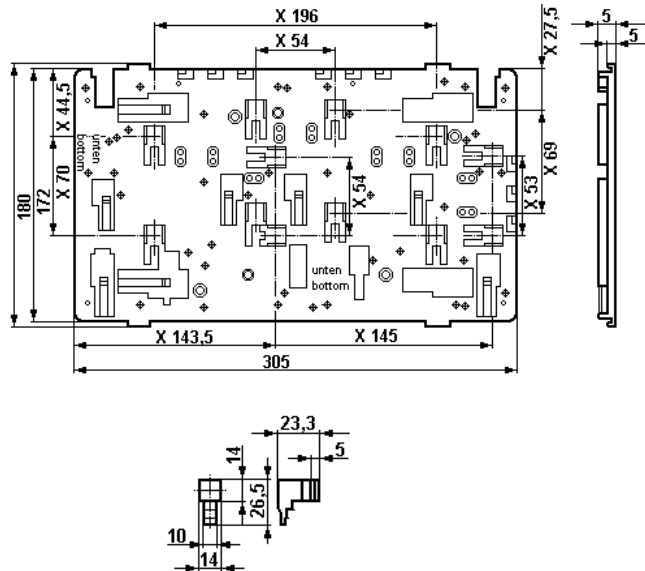 X 196
X 54
5
5
X 27,5
X 44,5
unten
bottom
X 70
172
180
X 54
X 69
X 53
unten
bottom
X 143,5
X 145
305
23,3
5
14
26,5
10
14